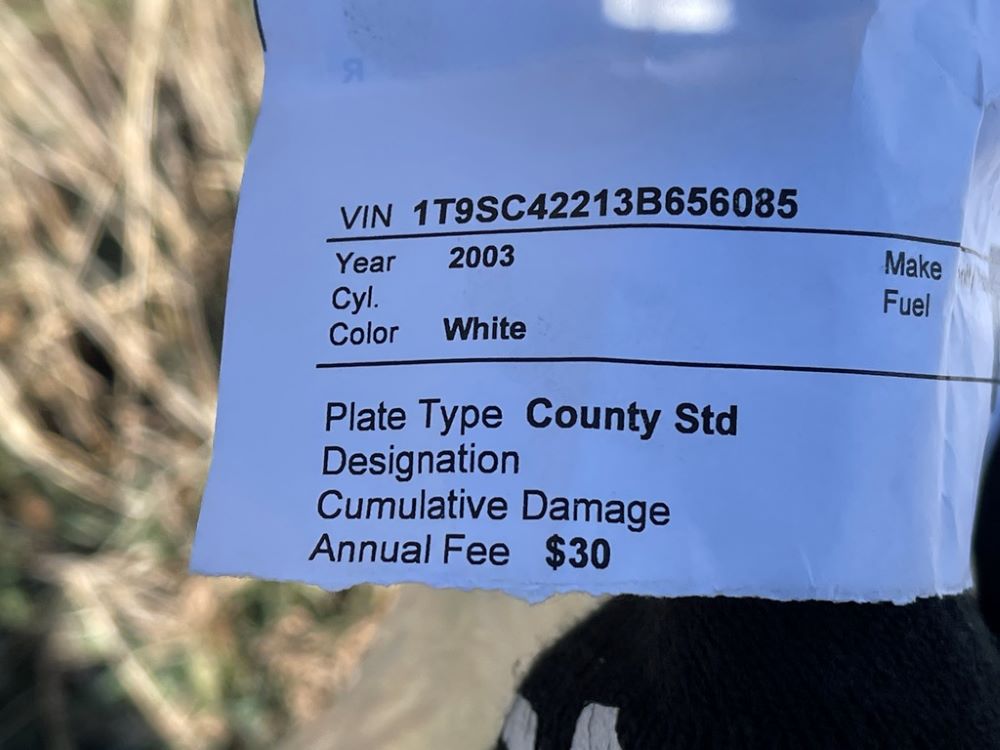 R
VIN 1T9SC42213B656085
Year 2003 Make
Cyl. Fuel
Color White
Plate Type County Std
Designation
Cumulative Damage
Annual Fee $30